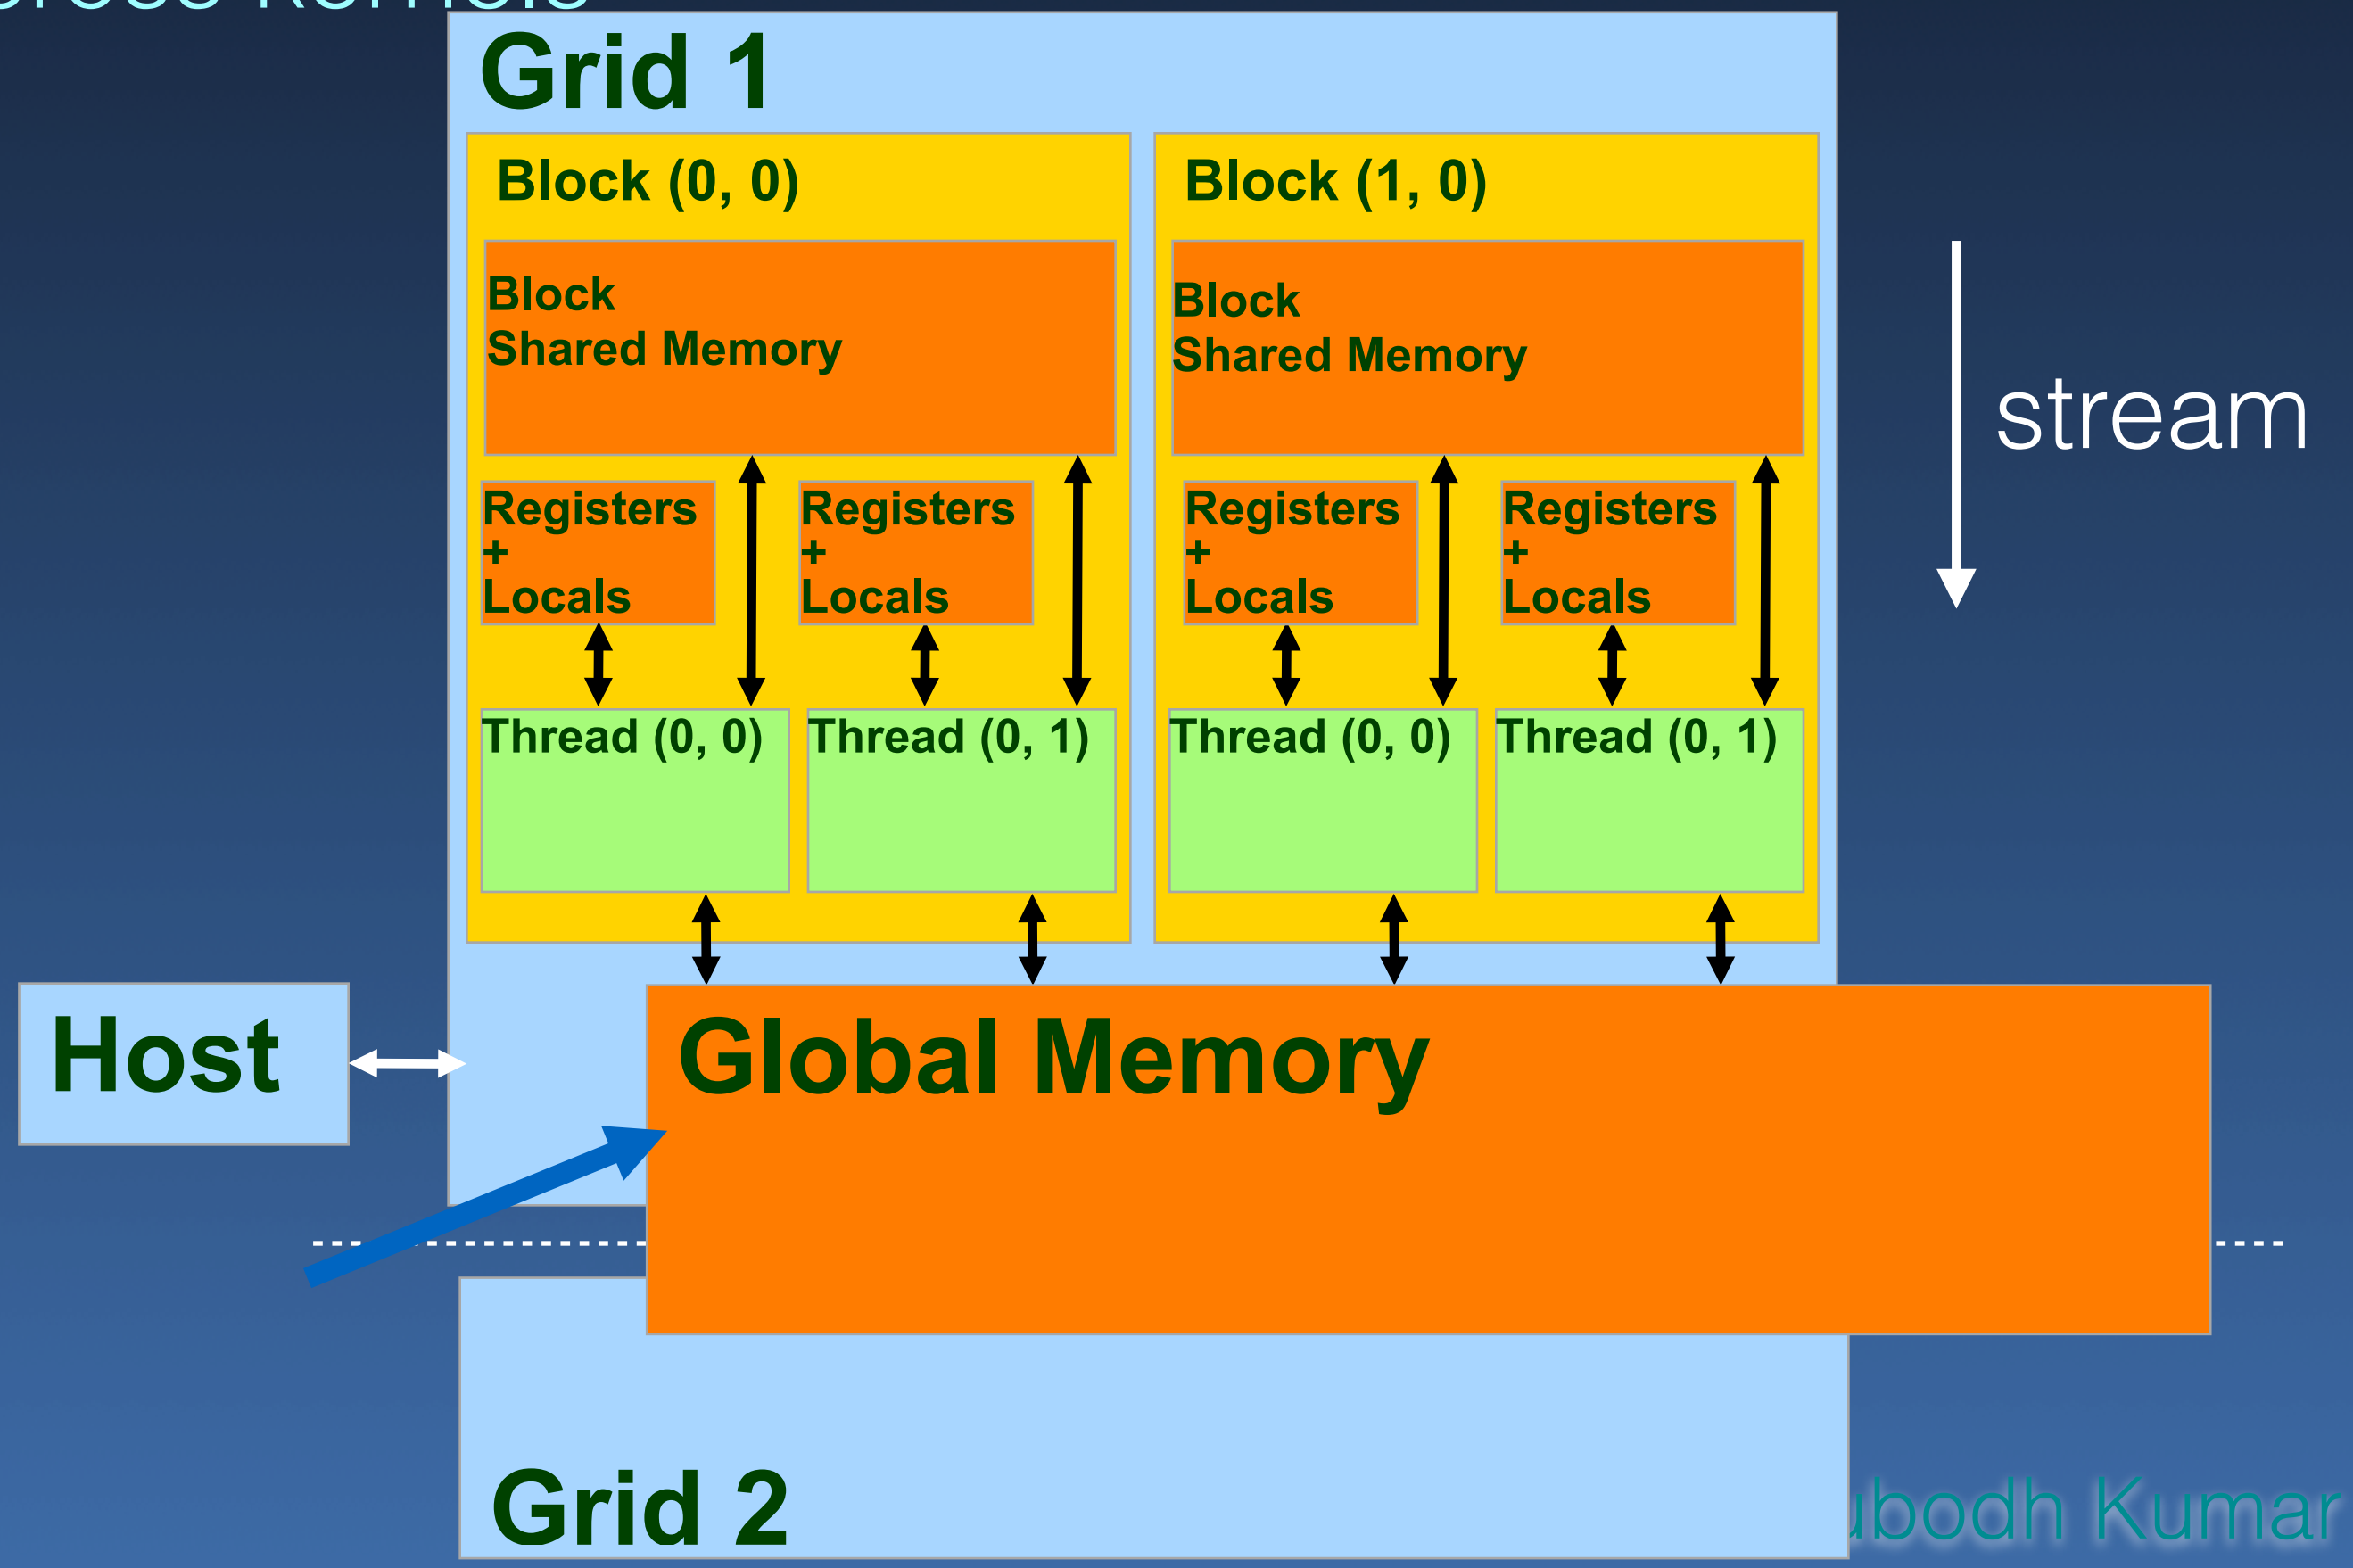 Grid 1
Block (0, 0)
Block (1, 0)
Block
Shared Memory
Block
Shared Memory
Registers
+
Locals
Registers
+
Locals
Registers
+
Locals
Registers
+
Locals
stream
Thread (0, 0)
Thread (0, 1)
Thread (0, 0)
Thread (0, 1)
Host
Global Memory
Grid 2
Kumar